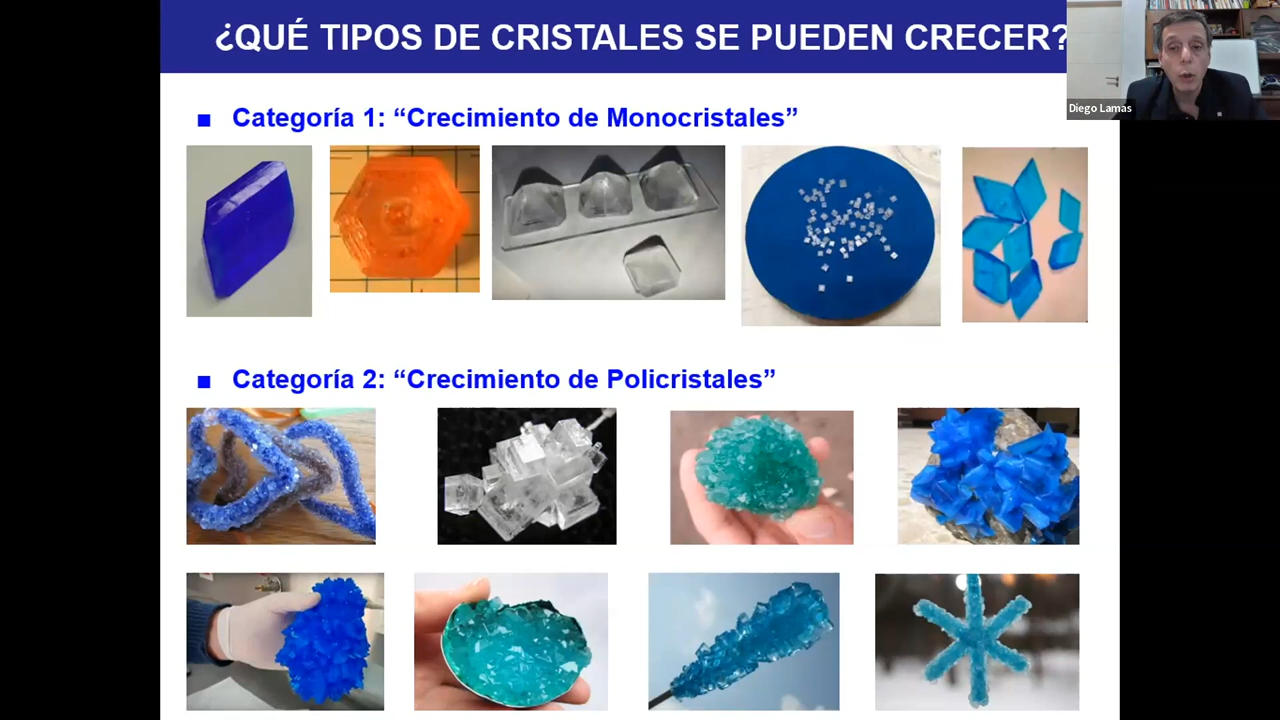 ¿QUÉ TIPOS DE CRISTALES SE PUEDEN CRECER?
Diego Lamas
Categoría 1: “Crecimiento de Monocristales”
Categoría 2: “Crecimiento de Policristales”